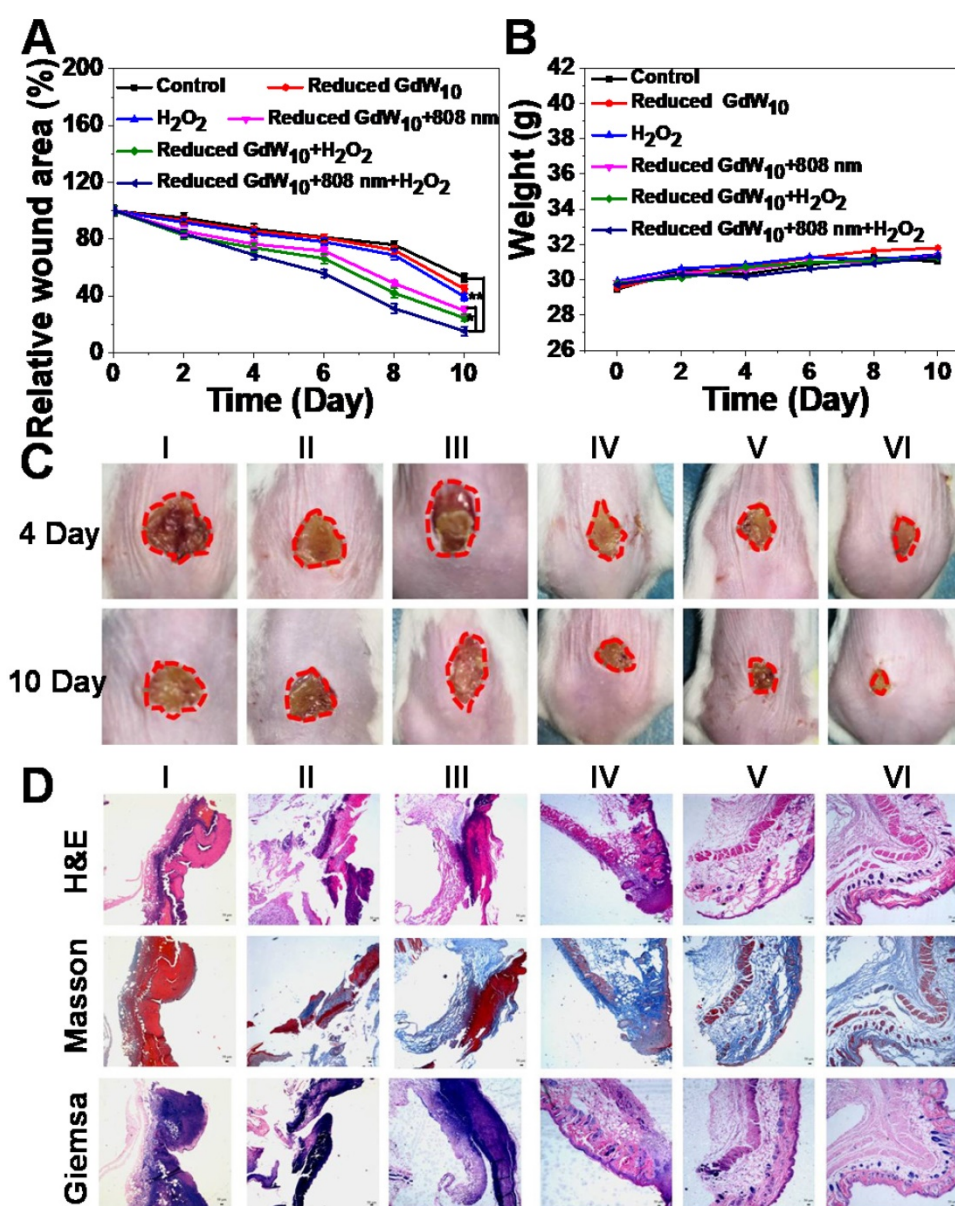 A
Relative wound area (%)
200
160
120
80
40
0
Control
Reduced GdW₁₀
H₂O₂
Reduced GdW₁₀+808 nm
Reduced GdW₁₀+H₂O₂
Reduced GdW₁₀+808 nm+H₂O₂
**
*
0 2 4 6 8 10
Time (Day)
B
Weight (g)
42
40
38
36
34
32
30
28
26
Control
Reduced GdW₁₀
H₂O₂
Reduced GdW₁₀+808 nm
Reduced GdW₁₀+H₂O₂
Reduced GdW₁₀+808 nm+H₂O₂
0 2 4 6 8 10
Time (Day)
C
I II III IV V VI
4 Day
10 Day
D
I II III IV V VI
H&E
Masson
Giemsa